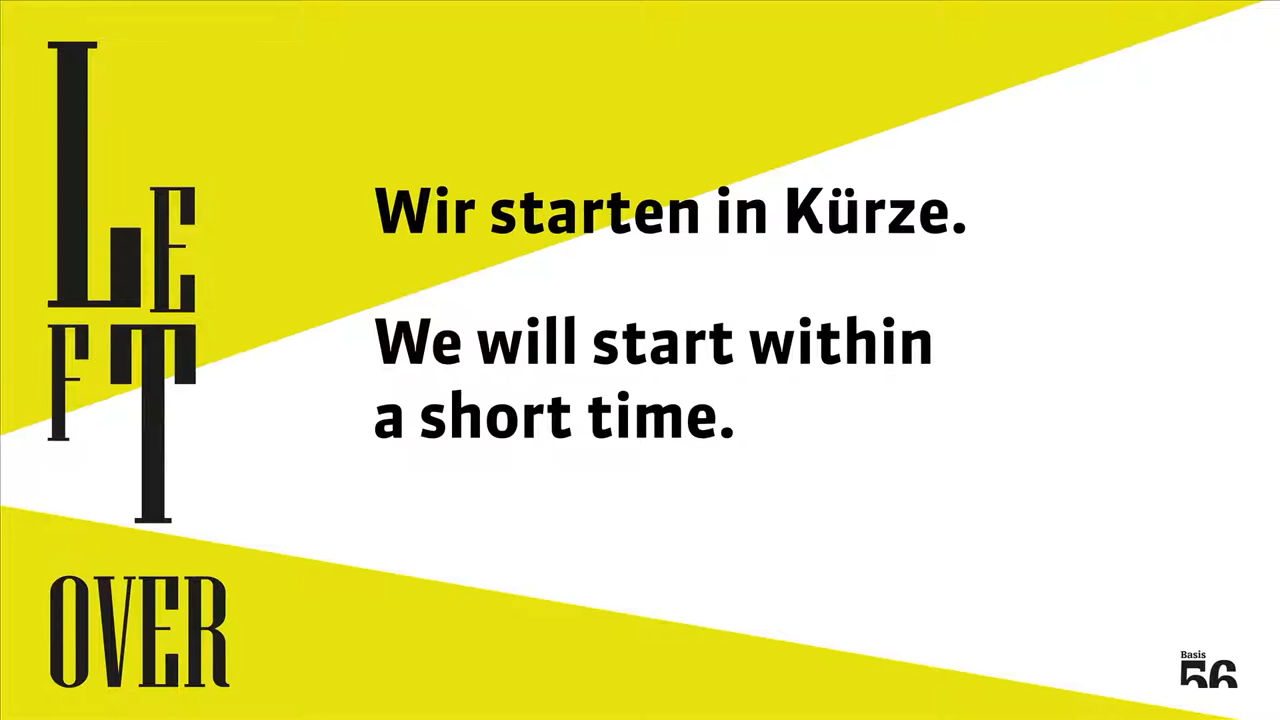 LEFT
OVER
Wir starten in Kürze.
We will start within
a short time.
Basis
56